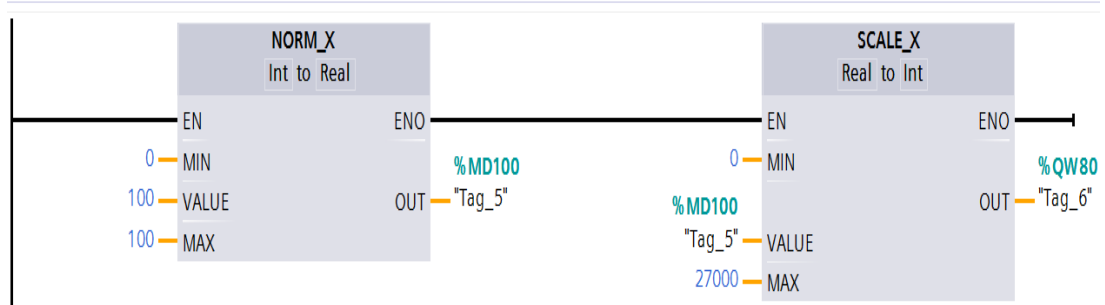 NORM_X
Int to Real
EN ENO
0 MIN
%MD100
100 VALUE OUT "Tag_5"
100 MAX
SCALE_X
Real to Int
EN ENO
0 MIN
%QW80
OUT "Tag_6"
%MD100
"Tag_5" VALUE
27000 MAX